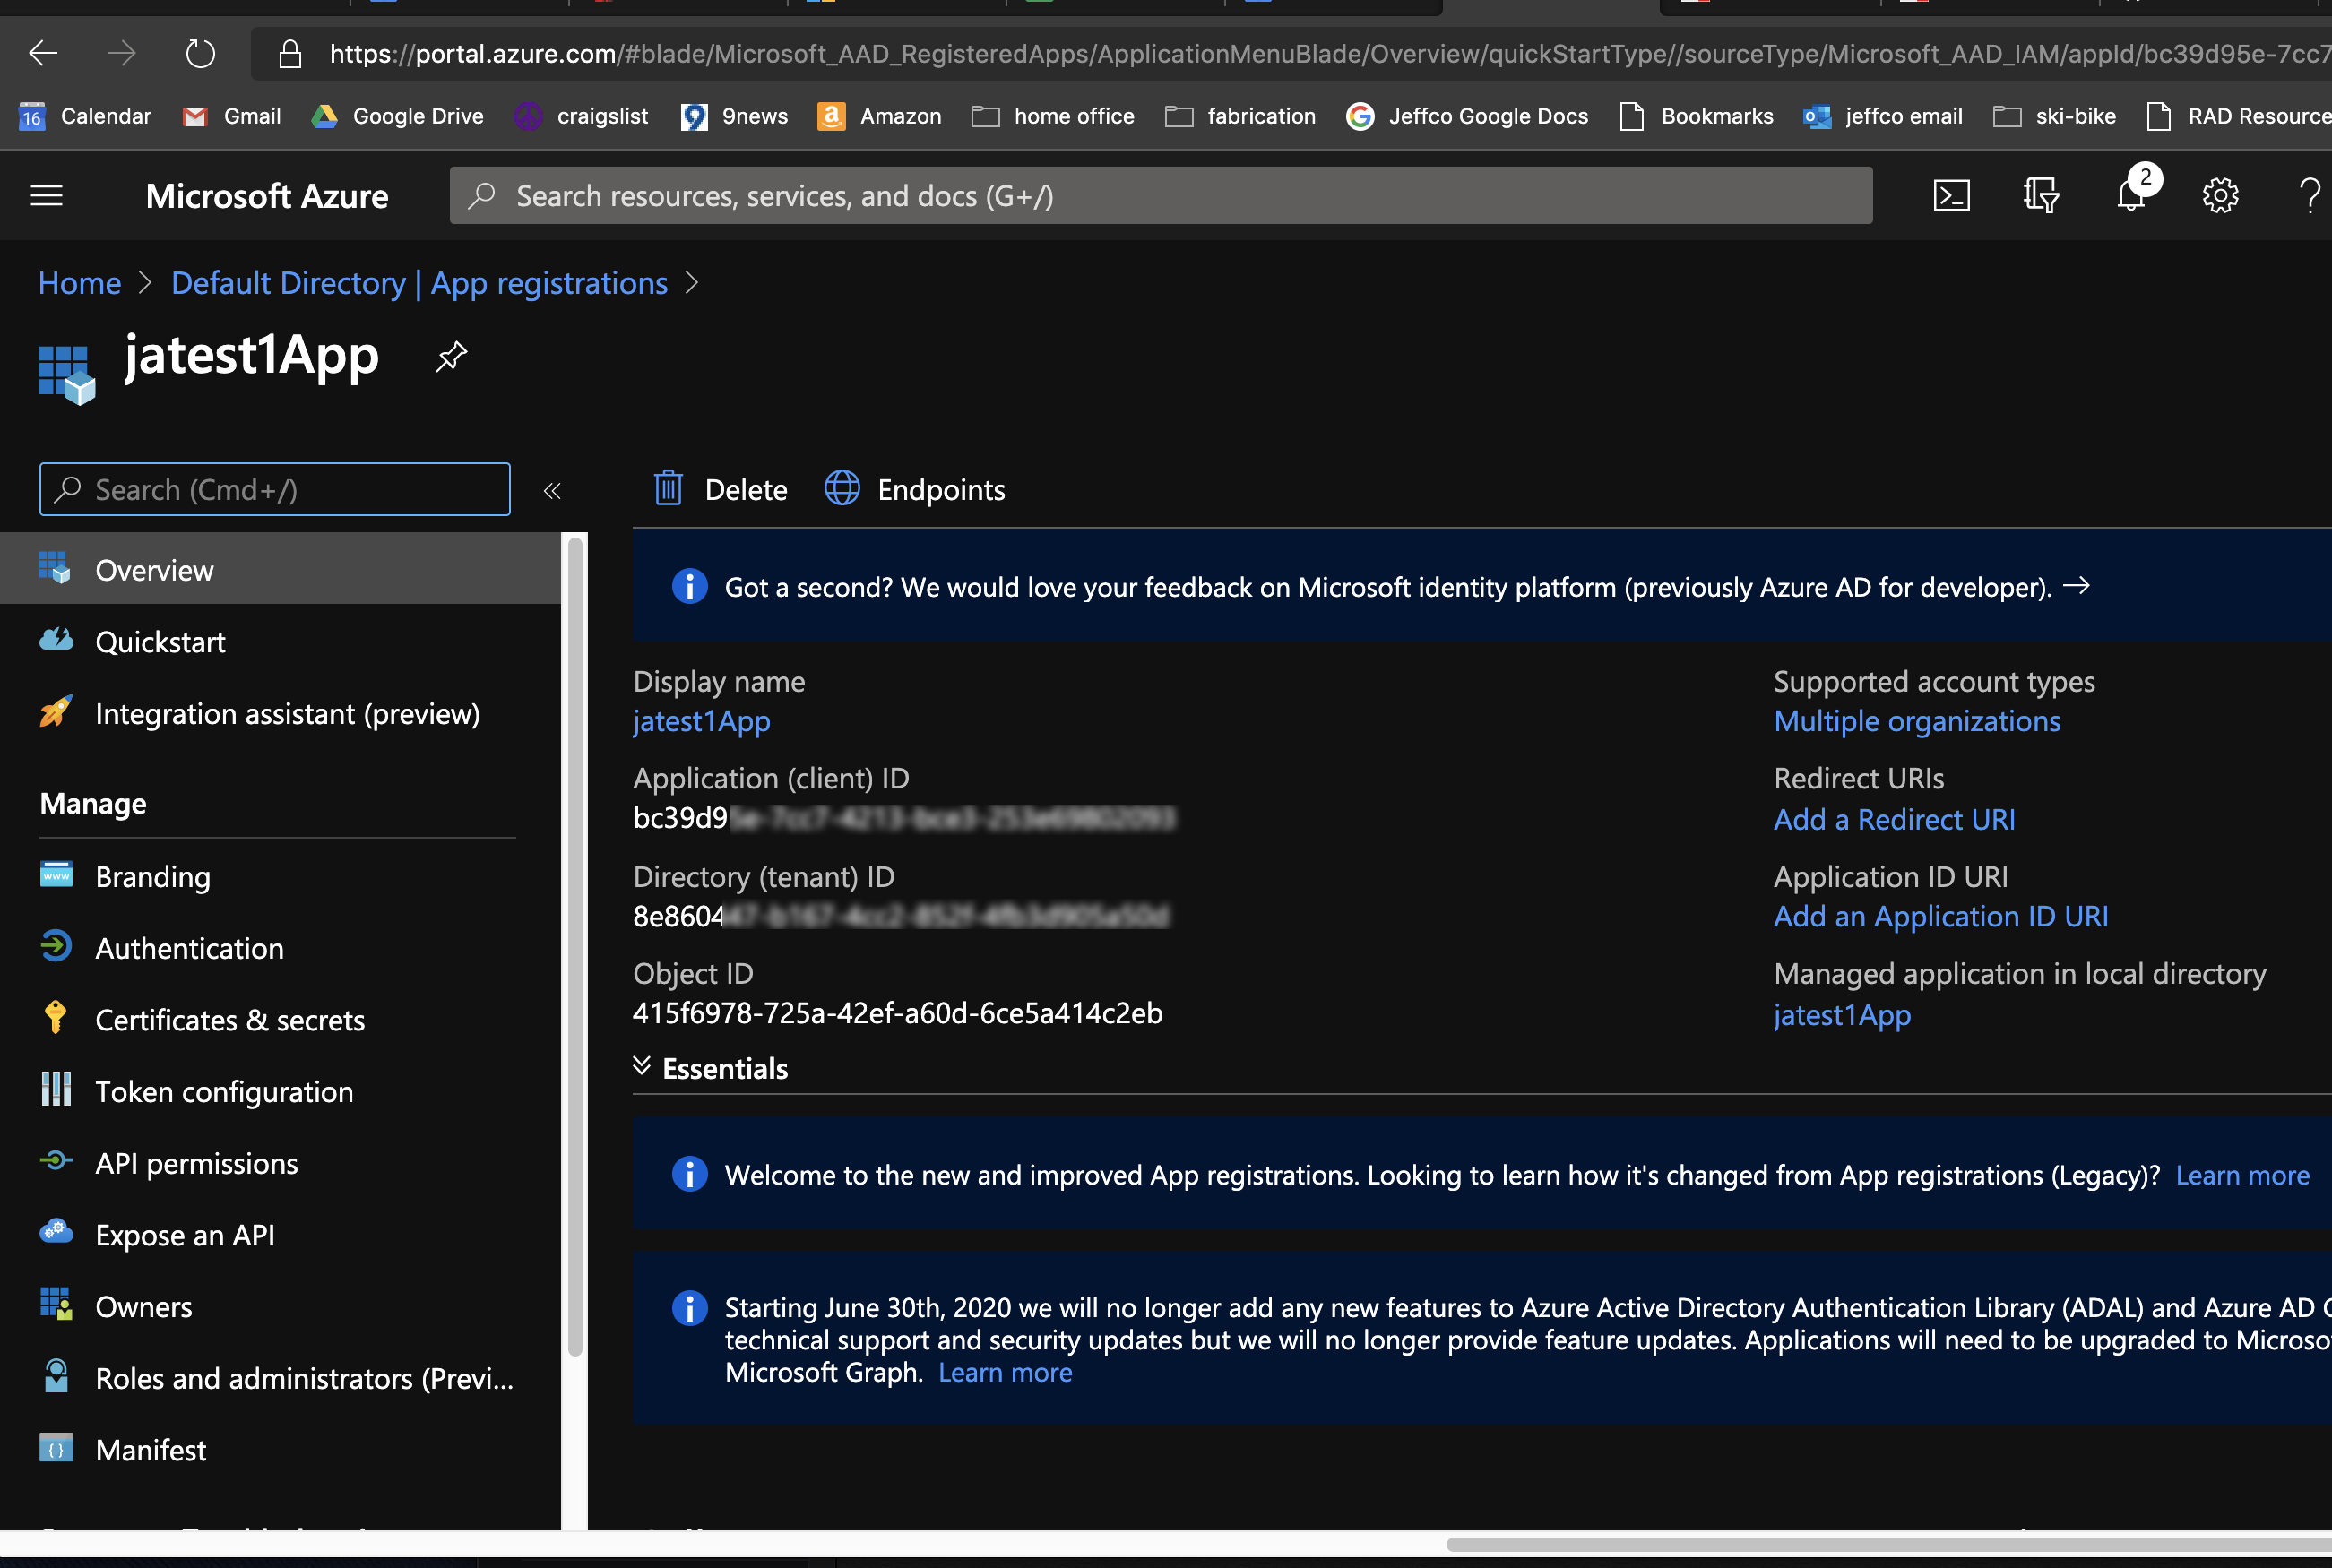 https://portal.azure.com/#blade/Microsoft_AAD_RegisteredApps/ApplicationMenuBlade/Overview/quickStartType//sourceType/Microsoft_AAD_IAM/appId/bc39d95e-7cc7
16 Calendar Gmail Google Drive craigslist 9news Amazon home office fabrication Jeffco Google Docs Bookmarks jeffco email ski-bike RAD Resource
Microsoft Azure
Search resources, services, and docs (G+/)
2
Home > Default Directory | App registrations >
jatest1App
Search (Cmd+/)
Overview
Quickstart
Integration assistant (preview)
Manage
Branding
Authentication
Certificates & secrets
Token configuration
API permissions
Expose an API
Owners
Roles and administrators (Previ...
Manifest
Delete Endpoints
Got a second? We would love your feedback on Microsoft identity platform (previously Azure AD for developer).
Display name
jatest1App
Application (client) ID
bc39d9
Directory (tenant) ID
8e8604
Object ID
415f6978-725a-42ef-a60d-6ce5a414c2eb
Supported account types
Multiple organizations
Redirect URIs
Add a Redirect URI
Application ID URI
Add an Application ID URI
Managed application in local directory
jatest1App
Essentials
Welcome to the new and improved App registrations. Looking to learn how it's changed from App registrations (Legacy)? Learn more
Starting June 30th, 2020 we will no longer add any new features to Azure Active Directory Authentication Library (ADAL) and Azure AD
technical support and security updates but we will no longer provide feature updates. Applications will need to be upgraded to Microso
Microsoft Graph. Learn more